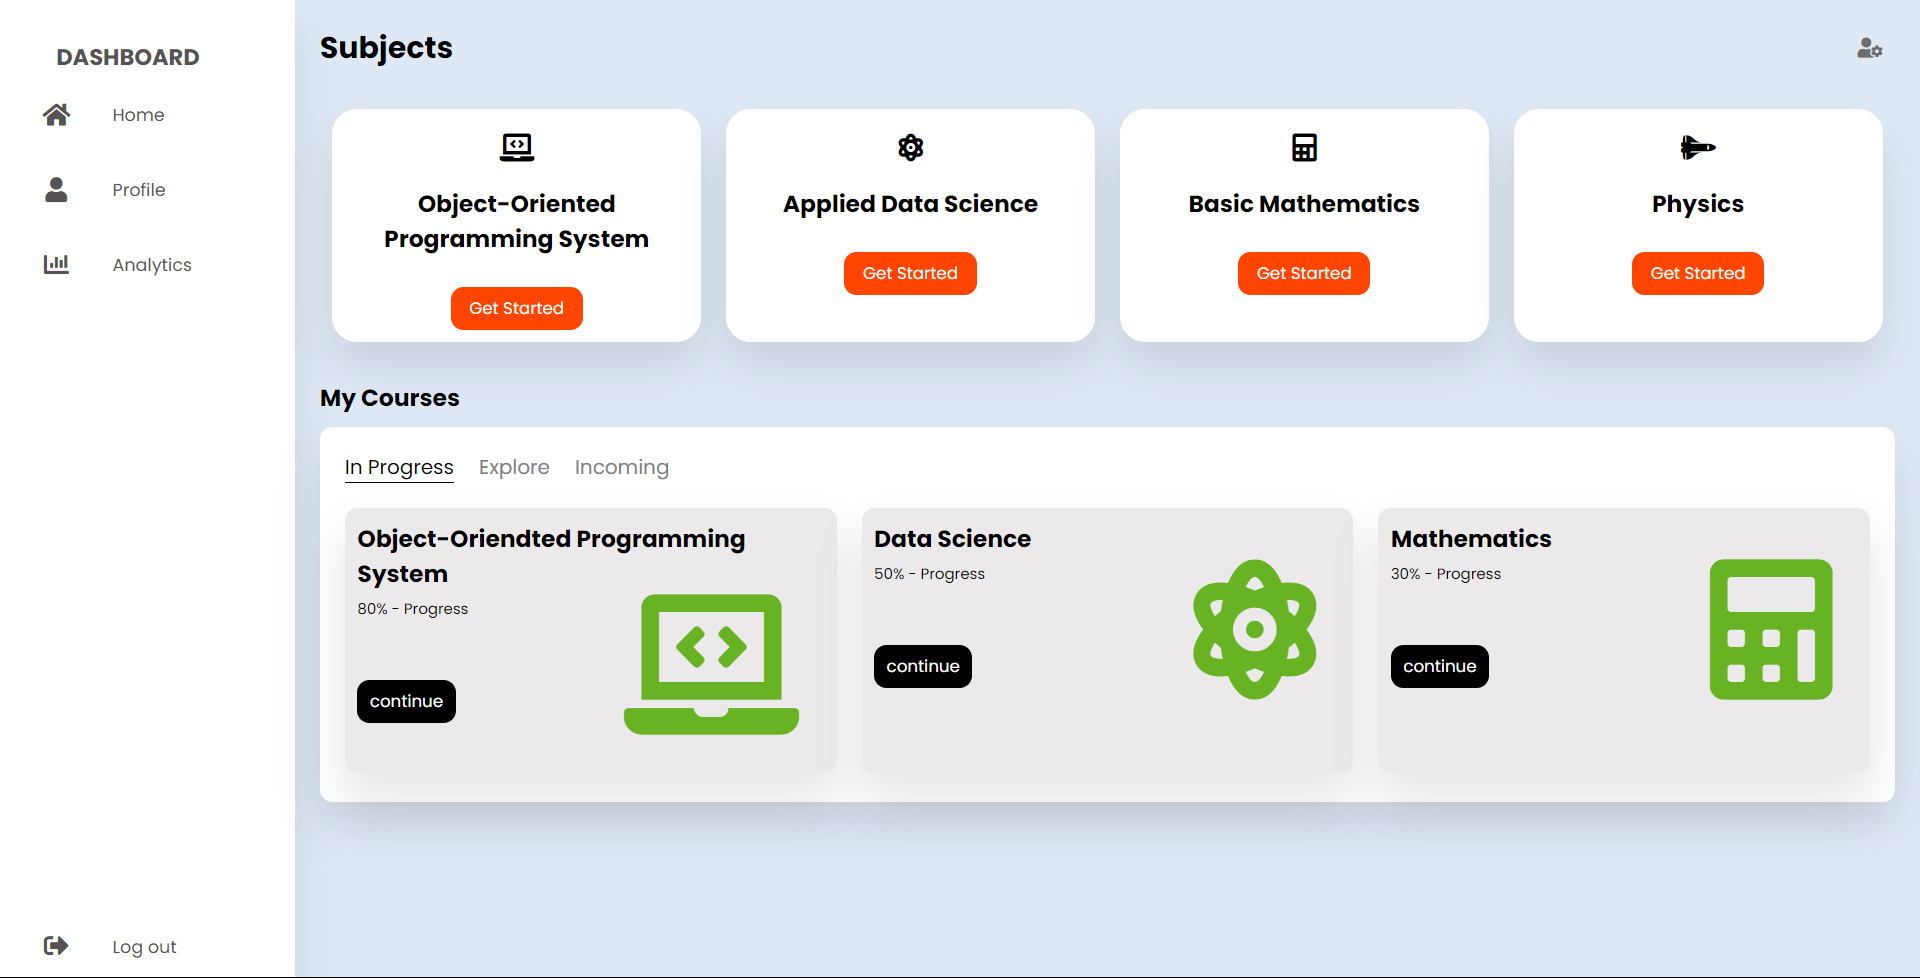 DASHBOARD
Home
Profile
Analytics
Log out
Subjects
Object-Oriented
Programming System
Get Started
Applied Data Science
Get Started
Basic Mathematics
Get Started
Physics
Get Started
My Courses
In Progress Explore Incoming
Object-Oriendted Programming
System
80% - Progress
continue
Data Science
50% - Progress
continue
Mathematics
30% - Progress
continue